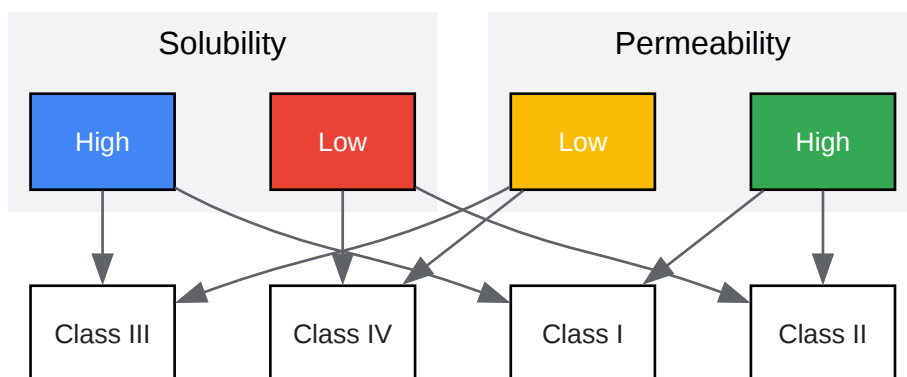 Solubility
Permeability
High
Low
Low
High
Class III
Class IV
Class I
Class II